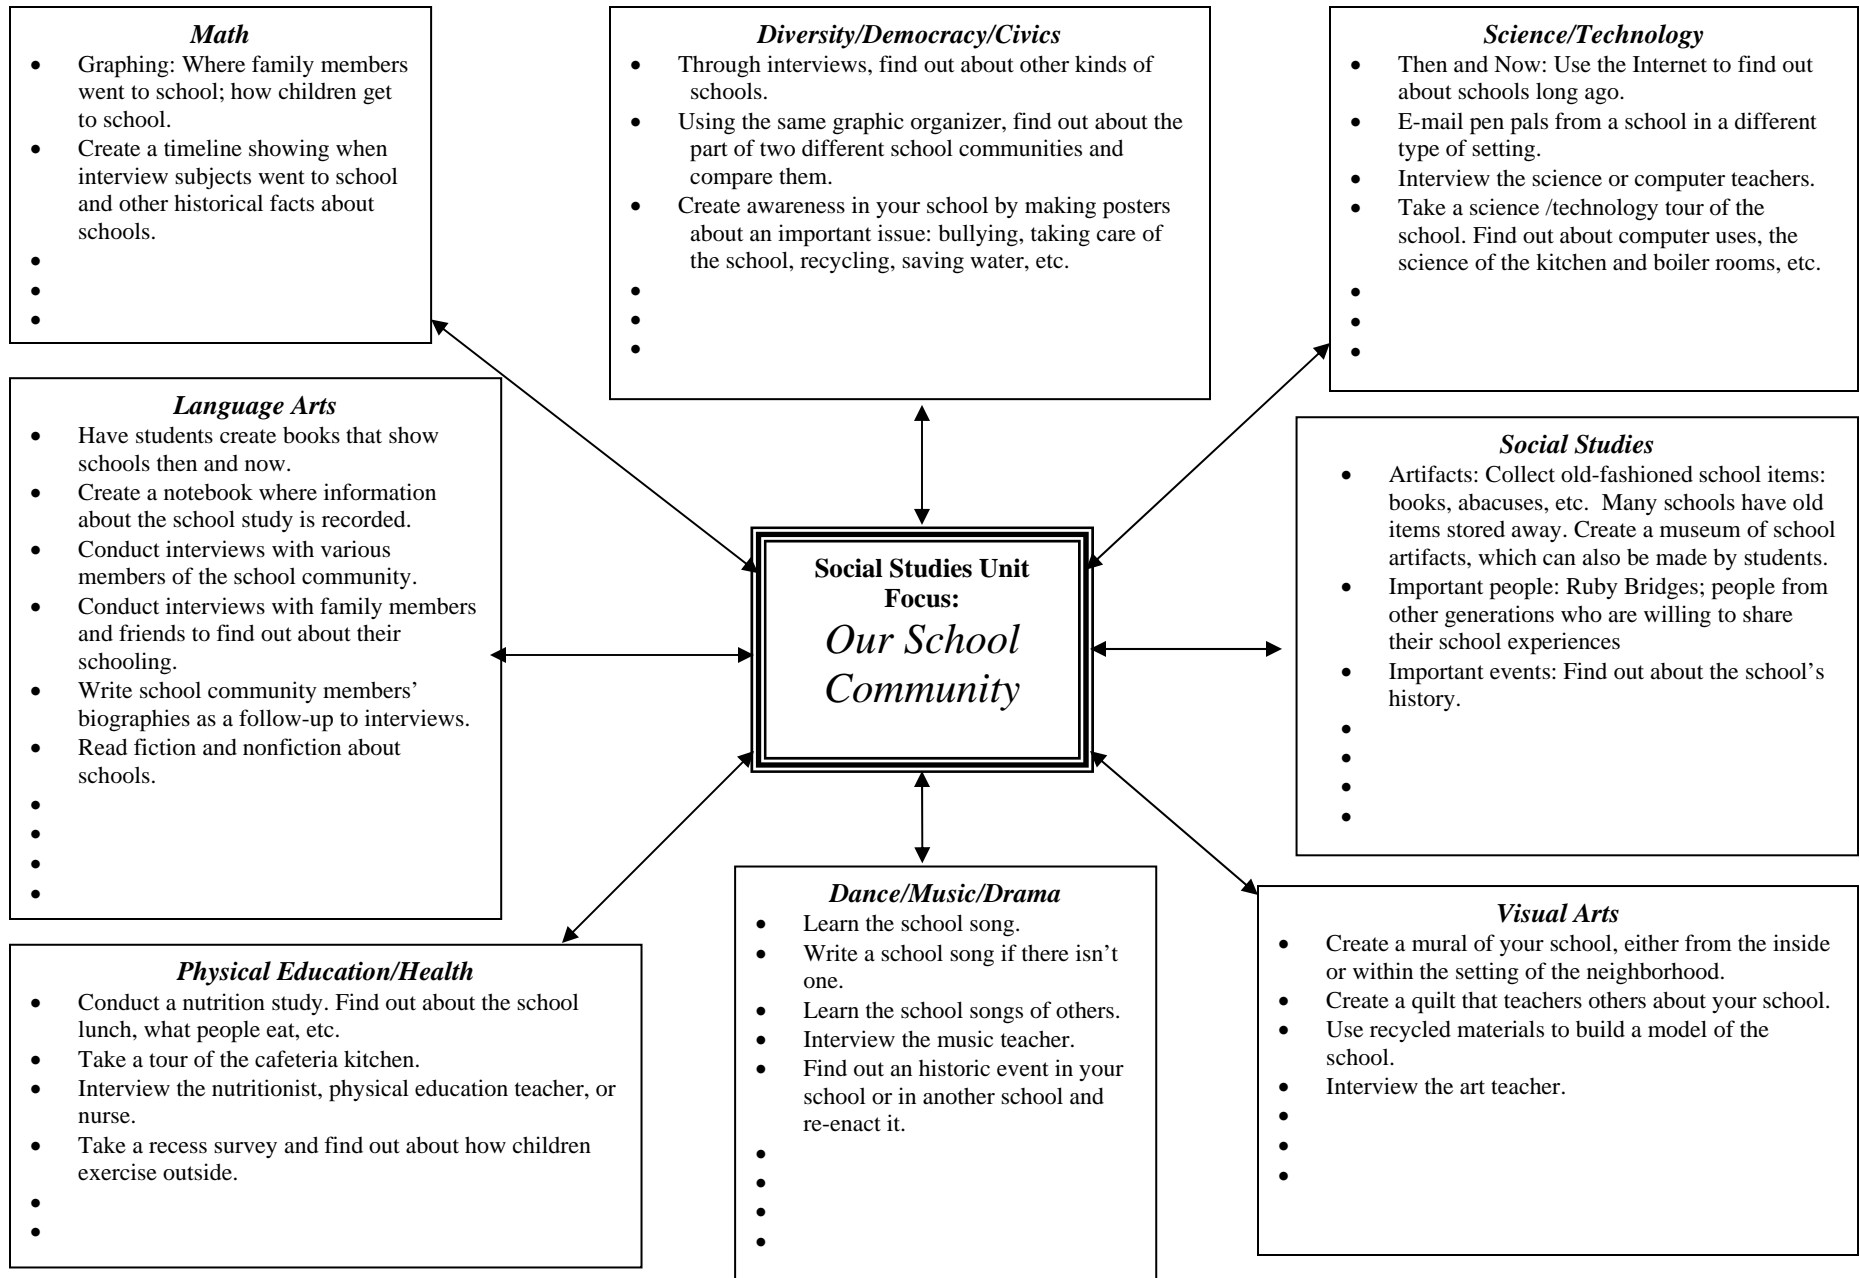 Math
• Graphing: Where family members
went to school; how children get
to school.
• Create a timeline showing when
interview subjects went to school
and other historical facts about
schools.
•
•
•
Diversity/Democracy/Civics
• Through interviews, find out about other kinds of
schools.
• Using the same graphic organizer, find out about the
part of two different school communities and
compare them.
• Create awareness in your school by making posters
about an important issue: bullying, taking care of
the school, recycling, saving water, etc.
•
•
•
Science/Technology
• Then and Now: Use the Internet to find out
about schools long ago.
• E-mail pen pals from a school in a different
type of setting.
• Interview the science or computer teachers.
• Take a science /technology tour of the
school. Find out about computer uses, the
science of the kitchen and boiler rooms, etc.
•
•
•
Language Arts
• Have students create books that show
schools then and now.
• Create a notebook where information
about the school study is recorded.
• Conduct interviews with various
members of the school community.
• Conduct interviews with family members
and friends to find out about their
schooling.
• Write school community members’
biographies as a follow-up to interviews.
• Read fiction and nonfiction about
schools.
•
•
•
•
Social Studies Unit
Focus:
Our School
Community
Social Studies
• Artifacts: Collect old-fashioned school items:
books, abacuses, etc.  Many schools have old
items stored away. Create a museum of school
artifacts, which can also be made by students.
• Important people: Ruby Bridges; people from
other generations who are willing to share
their school experiences
• Important events: Find out about the school’s
history.
•
•
•
•
Physical Education/Health
• Conduct a nutrition study. Find out about the school
lunch, what people eat, etc.
• Take a tour of the cafeteria kitchen.
• Interview the nutritionist, physical education teacher, or
nurse.
• Take a recess survey and find out about how children
exercise outside.
•
•
Dance/Music/Drama
• Learn the school song.
• Write a school song if there isn’t
one.
• Learn the school songs of others.
• Interview the music teacher.
• Find out an historic event in your
school or in another school and
re-enact it.
•
•
•
•
Visual Arts
• Create a mural of your school, either from the inside
or within the setting of the neighborhood.
• Create a quilt that teachers others about your school.
• Use recycled materials to build a model of the
school.
• Interview the art teacher.
•
•
•